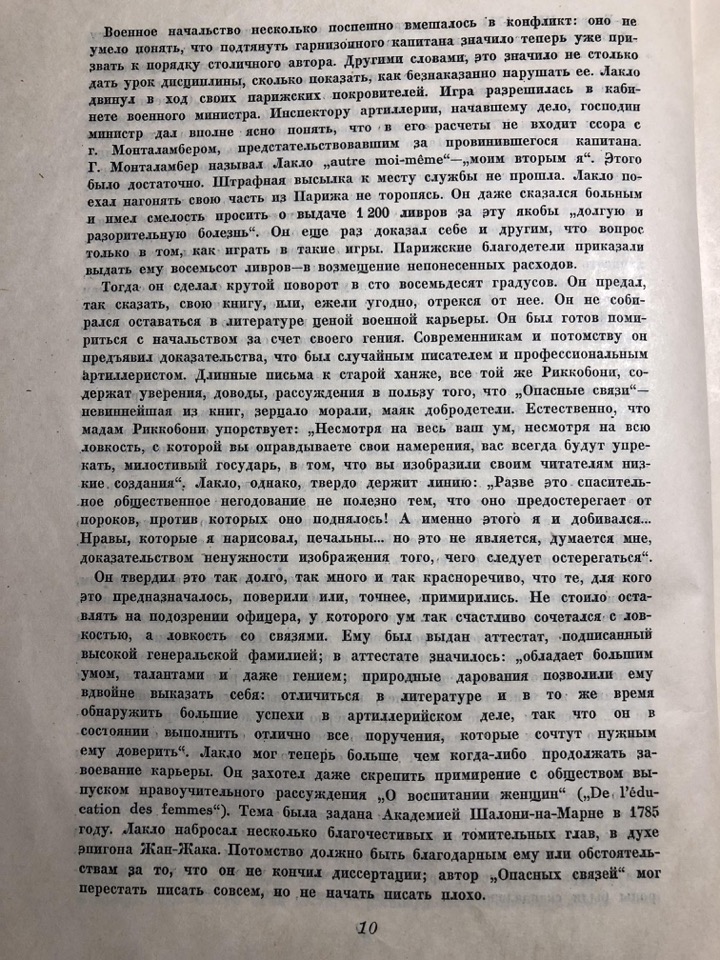 Военное начальство несколько поспешно вмешалось в конфликт: оно не
умело понять, что подтянуть гарнизонного капитана значило теперь уже при-
звать к порядку столичного автора. Другими словами, это значило не столько
дать урок дисциплины, сколько показать, как безнаказанно нарушать ее. Лакло
двинул в ход своих парижских покровителей. Игра разрешилась в каби-
нете военного министра. Инспектору артиллерии, начавшему дело, господин
министр дал вполне ясно понять, что в его расчеты не входит ссора с
г. Монталамбером, предстательствовавшим за провинившегося капитана.
Г. Монталамбер называл Лакло „autre moi-même“—„моим вторым я“. Этого
было достаточно. Штрафная высылка к месту службы не прошла. Лакло по-
ехал нагонять свою часть из Парижа не торопясь. Он даже сказался больным
и имел смелость просить о выдаче 1 200 ливров за эту якобы „долгую и
разорительную болезнь“. Он еще раз доказал себе и другим, что вопрос
только в том, как играть в такие игры. Парижские благодетели приказали
выдать ему восемьсот ливров—в возмещение непонесенных расходов.
Тогда он сделал крутой поворот в сто восемьдесят градусов. Он предал,
так сказать, свою книгу, или, ежели угодно, отрекся от нее. Он не соби-
рался оставаться в литературе ценой военной карьеры. Он был готов поми-
риться с начальством за счет своего гения. Современникам и потомству он
предъявил доказательства, что был случайным писателем и профессиональным
артиллеристом. Длинные письма к старой ханже, все той же Риккобони, со-
держат уверения, доводы, рассуждения в пользу того, что „Опасные связи“—
невиннейшая из книг, зерцало морали, маяк добродетели. Естественно, что
мадам Риккобони упорствует: „Несмотря на весь ваш ум, несмотря на всю
ловкость, с которой вы оправдываете свои намерения, вас всегда будут упре-
кать, милостивый государь, в том, что вы изобразили своим читателям низ-
кие создания“. Лакло, однако, твердо держит линию: „Разве это спаситель-
ное общественное негодование не полезно тем, что оно предостерегает от
пороков, против которых оно поднялось! А именно этого я и добивался...
Нравы, которые я нарисовал, печальны... но это не является, думается мне,
доказательством ненужности изображения того, чего следует остерегаться“.
Он твердил это так долго, так много и так красноречиво, что те, для кого
это предназначалось, поверили или, точнее, примирились. Не стоило оста-
влять на подозрении офицера, у которого ум так счастливо сочетался с лов-
костью, а ловкость со связями. Ему был выдан аттестат, подписанный
высокой генеральской фамилией; в аттестате значилось: „обладает большим
умом, талантами и даже гением; природные дарования позволили ему
вдвойне выказать себя: отличиться в литературе и в то же время
обнаружить большие успехи в артиллерийском деле, так что он в
состоянии выполнить отлично все поручения, которые сочтут нужным
ему доверить“. Лакло мог теперь больше чем когда-либо продолжать за-
воевание карьеры. Он захотел даже скрепить примирение с обществом вы-
пуском нравоучительного рассуждения „О воспитании женщин“ („De l'édu-
cation des femmes“). Тема была задана Академией Шалони-на-Марне в 1785
году. Лакло набросал несколько благочестивых и томительных глав, в духе
эпигона Жан-Жака. Потомство должно быть благодарным ему или обстоятель-
ствам за то, что он не кончил диссертации; автор „Опасных связей“ мог
перестать писать совсем, но не начать писать плохо.
10